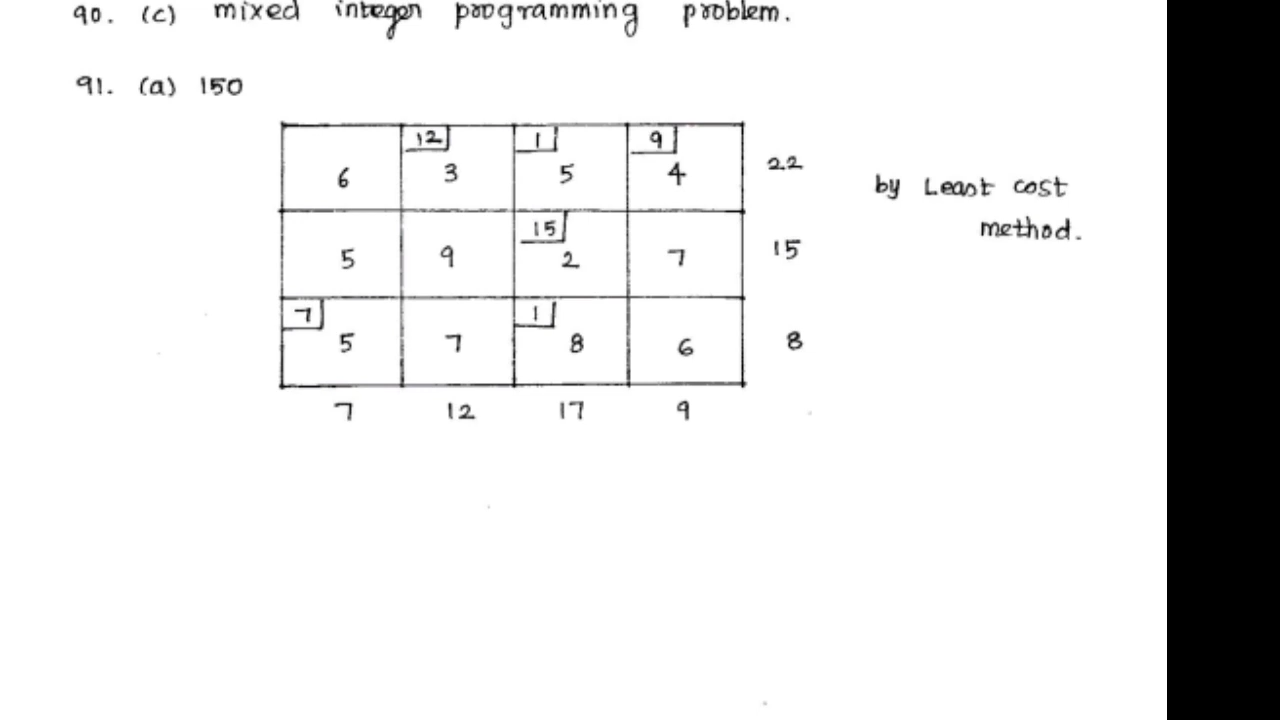 90. (c) mixed integer programming problem.
91. (a) 150
12 1 9
6 3 5 4 22
by Least cost
method.
15
5 9 2 7 15
7 1
5 7 8 6 8
7 12 17 9